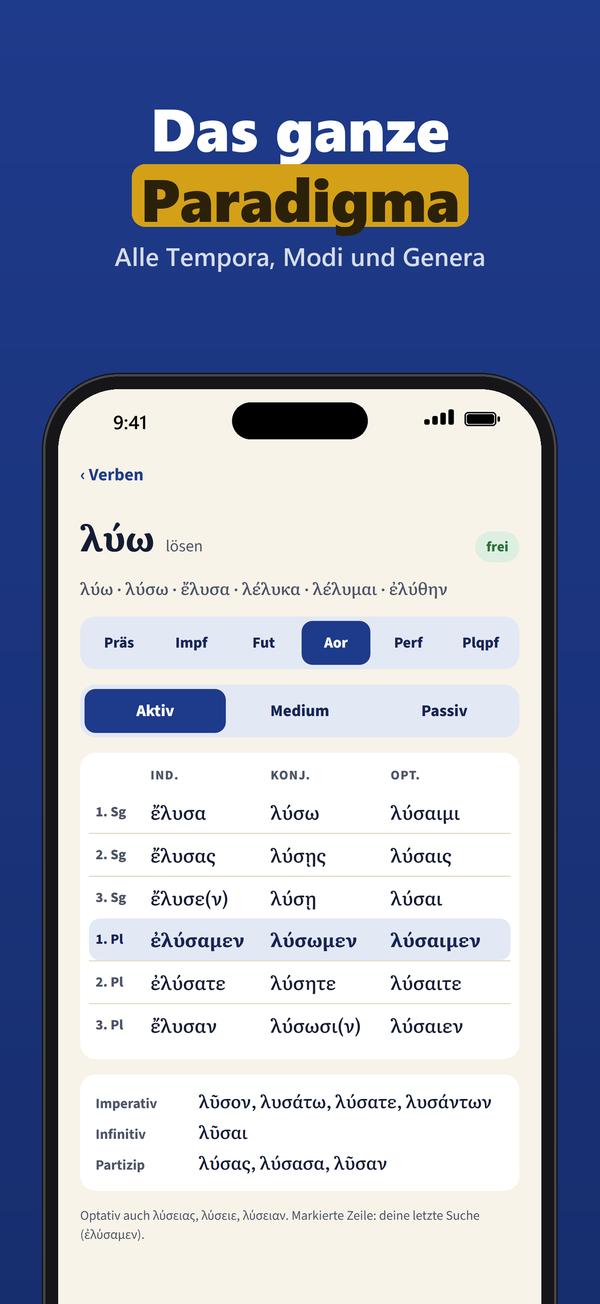 Das ganze
Paradigma
Alle Tempora, Modi und Genera
9:41
‹ Verben
λύω lösen frei
λύω · λύσω · ἔλυσα · λέλυκα · λέλυμαι · ἐλύθην
Präs Impf Fut Aor Perf Plqpf
Aktiv Medium Passiv
IND. KONJ. OPT.
1. Sg ἔλυσα λύσω λύσαιμι
2. Sg ἔλυσας λύσῃς λύσαις
3. Sg ἔλυσε(ν) λύσῃ λύσαι
1. Pl ἐλύσαμεν λύσωμεν λύσαιμεν
2. Pl ἐλύσατε λύσητε λύσαιτε
3. Pl ἔλυσαν λύσωσι(ν) λύσαιεν
Imperativ λῦσον, λυσάτω, λύσατε, λυσάντων
Infinitiv λῦσαι
Partizip λύσας, λύσασα, λῦσαν
Optativ auch λύσειας, λύσειε, λύσειαν. Markierte Zeile: deine letzte Suche
(ἐλύσαμεν).